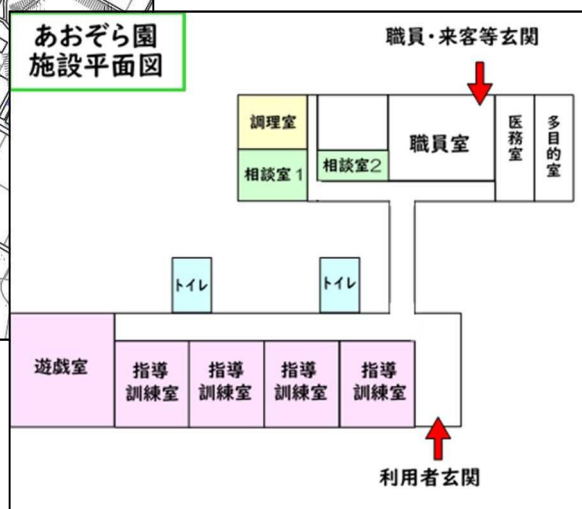 あおぞら園
施設平面図
職員・来客等玄関
調理室
相談室1
相談室2
職員室
医務室
多目的室
トイレ
トイレ
遊戯室
指導
訓練室
指導
訓練室
指導
訓練室
指導
訓練室
利用者玄関